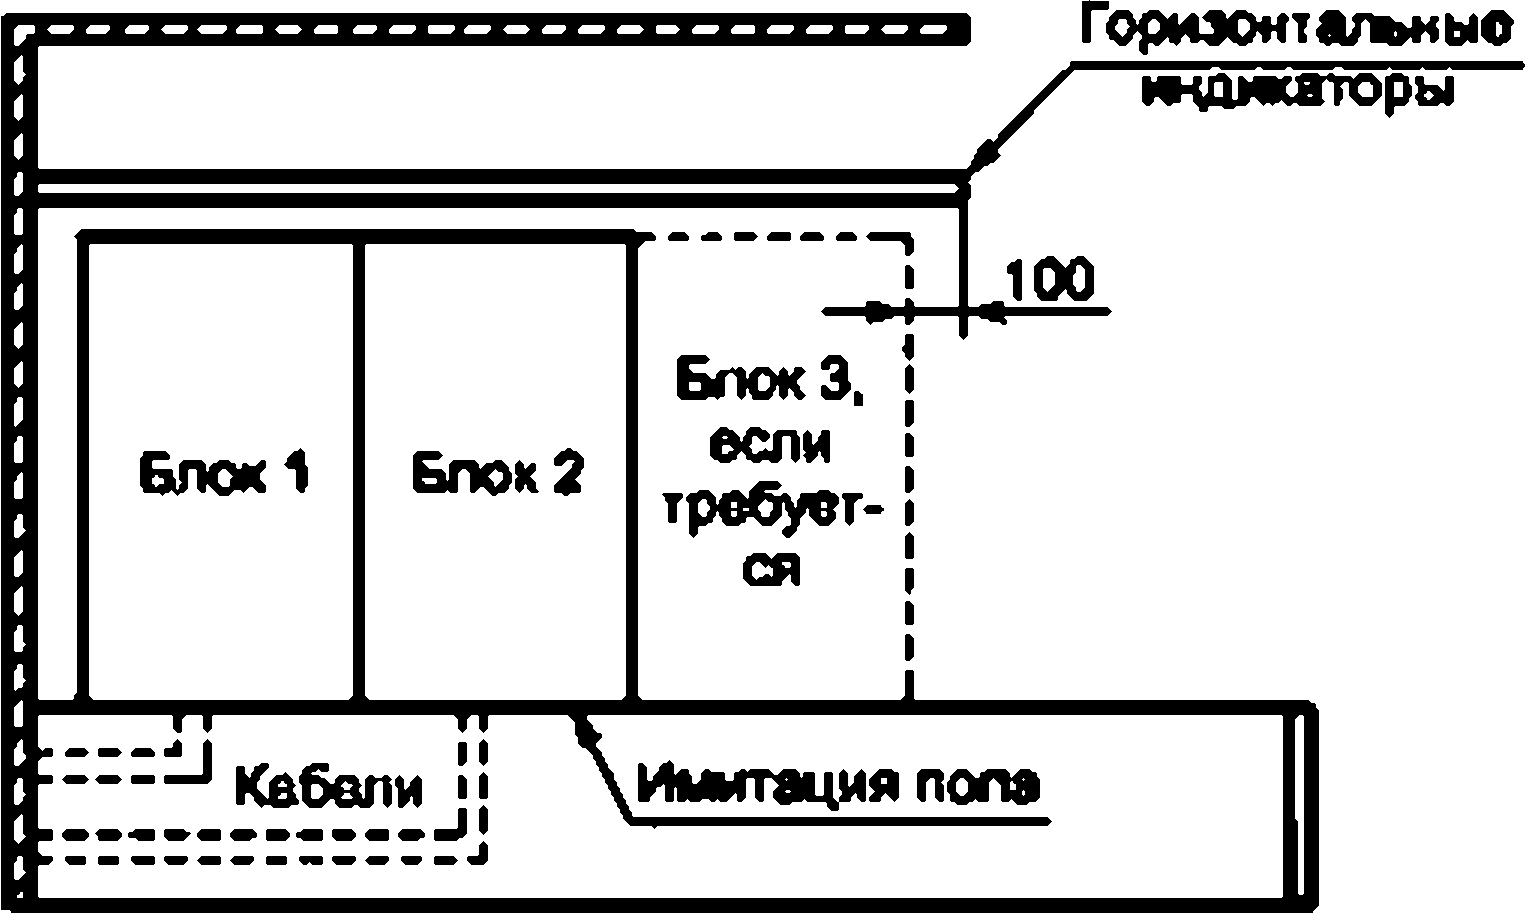 Горизонтальные
индикаторы
100
Блок 1
Блок 2
Блок 3,
если
требует-
ся
Кабели
Имитация пола